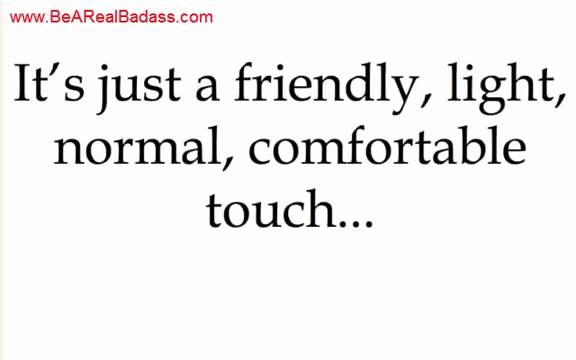 www.BeARealBadass.com
It's just a friendly, light,
normal, comfortable
touch...